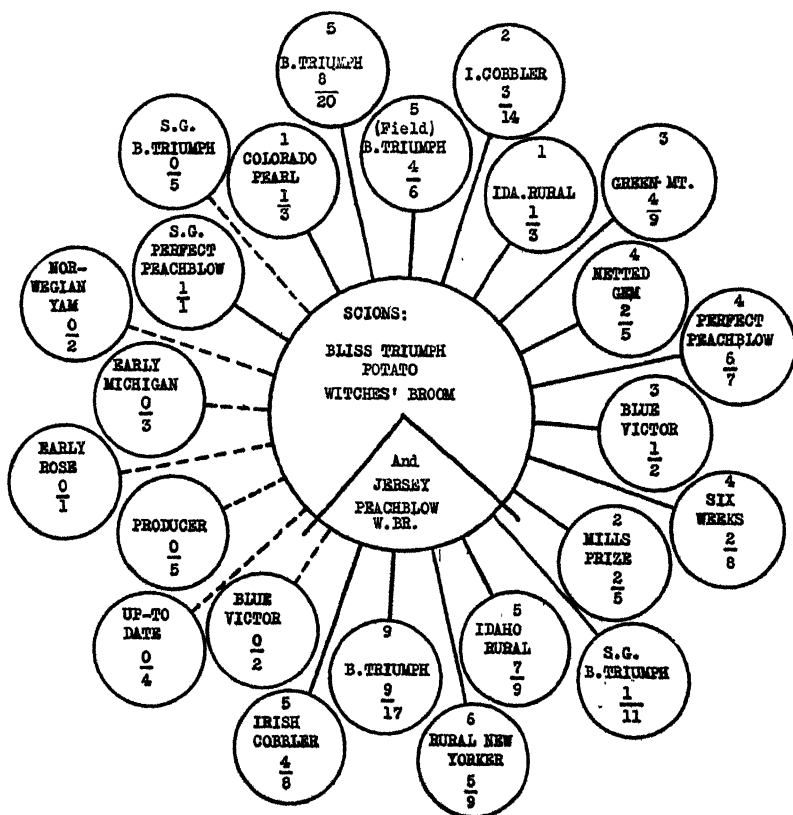 SCIONS:
BLISS TRIUMPH
POTATO
WITCHES' BROOM
And
JERSEY
PEACHBLOW
W.BR.
5
B.TRIUMPH
8
20
2
I.COBBLER
3
14
5
(Field)
B.TRIUMPH
4
6
1
IDA.RURAL
1
3
3
GREEN MT.
4
9
4
NETTED
GEM
2
5
4
PERFECT
PEACHBLOW
6
7
3
BLUE
VICTOR
1
2
4
SIX
WEEKS
2
8
2
MILLS
PRIZE
2
5
S.G.
B.TRIUMPH
1
11
5
IDAHO
RURAL
7
9
6
RURAL NEW
YORKER
5
9
9
B.TRIUMPH
9
17
5
IRISH
COBBLER
4
8
BLUE
VICTOR
0
2
UP-TO
DATE
0
4
PRODUCER
0
5
EARLY
ROSE
0
1
EARLY
MICHIGAN
0
3
NOR-
WEGIAN
YAM
0
2
S.G.
PERFECT
PEACHBLOW
1
1
S.G.
B.TRIUMPH
0
5
1
COLORADO
PEARL
1
3